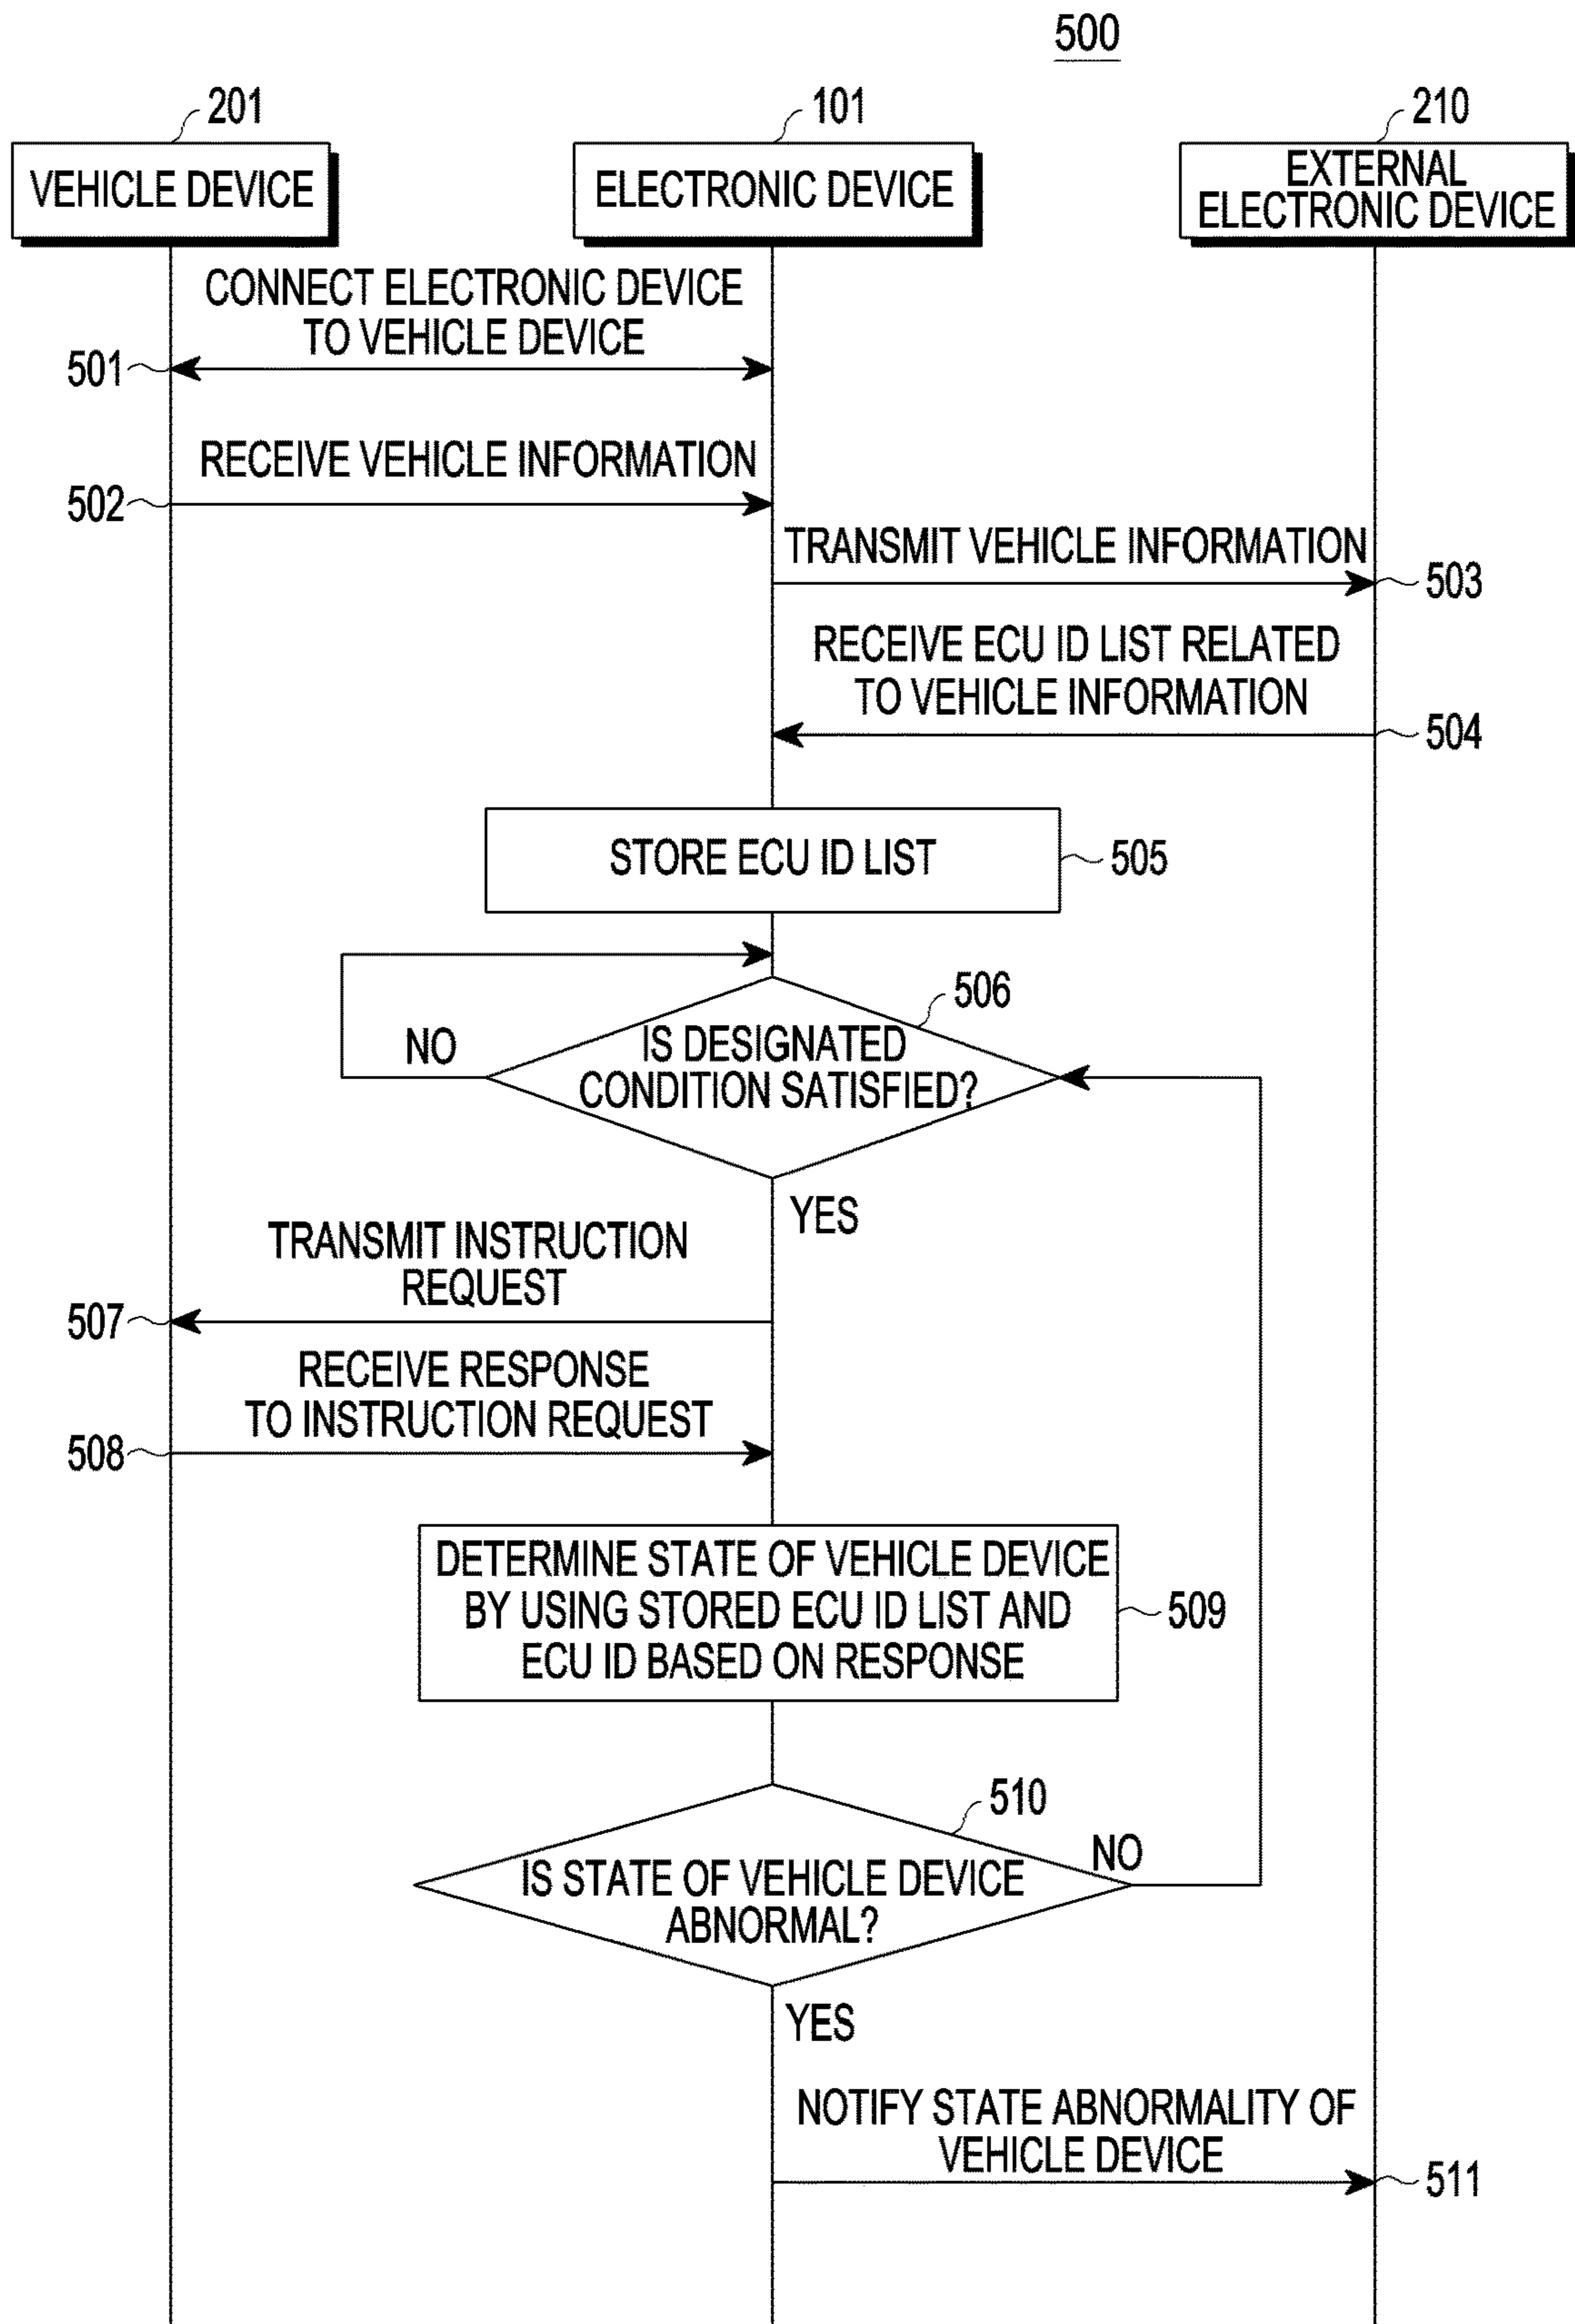 500
201
101
210
VEHICLE DEVICE
ELECTRONIC DEVICE
EXTERNAL
ELECTRONIC DEVICE
CONNECT ELECTRONIC DEVICE
TO VEHICLE DEVICE
501
RECEIVE VEHICLE INFORMATION
502
TRANSMIT VEHICLE INFORMATION
503
RECEIVE ECU ID LIST RELATED
TO VEHICLE INFORMATION
504
STORE ECU ID LIST
505
506
NO
IS DESIGNATED
CONDITION SATISFIED?
YES
TRANSMIT INSTRUCTION
REQUEST
507
RECEIVE RESPONSE
TO INSTRUCTION REQUEST
508
DETERMINE STATE OF VEHICLE DEVICE
BY USING STORED ECU ID LIST AND
ECU ID BASED ON RESPONSE
509
510
NO
IS STATE OF VEHICLE DEVICE
ABNORMAL?
YES
NOTIFY STATE ABNORMALITY OF
VEHICLE DEVICE
511